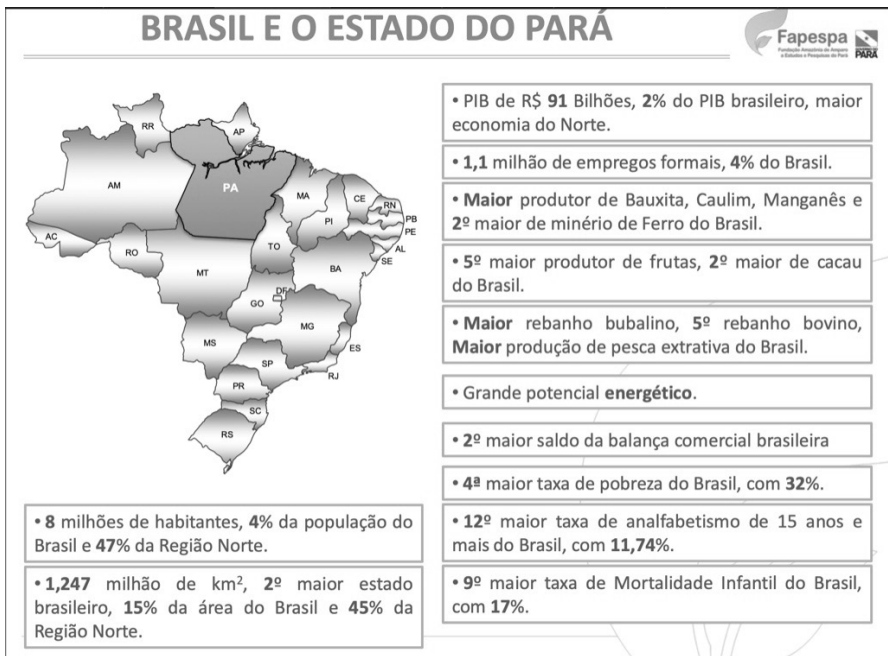 BRASIL E O ESTADO DO PARÁ
Fapespa
Fundação Amazônia de Amparo
a Estudos e Pesquisas do Pará
PARÁ
RR
AP
AM
PA
MA
CE
RN
PB
PE
PI
AL
SE
AC
RO
TO
BA
MT
DF
GO
MG
MS
ES
SP
RJ
PR
SC
RS
• 8 milhões de habitantes, 4% da população do
Brasil e 47% da Região Norte.
• 1,247 milhão de km², 2º maior estado
brasileiro, 15% da área do Brasil e 45% da
Região Norte.
• PIB de R$ 91 Bilhões, 2% do PIB brasileiro, maior
economia do Norte.
• 1,1 milhão de empregos formais, 4% do Brasil.
• Maior produtor de Bauxita, Caulim, Manganês e
2º maior de minério de Ferro do Brasil.
• 5º maior produtor de frutas, 2º maior de cacau
do Brasil.
• Maior rebanho bubalino, 5º rebanho bovino,
Maior produção de pesca extrativa do Brasil.
• Grande potencial energético.
• 2º maior saldo da balança comercial brasileira
• 4ª maior taxa de pobreza do Brasil, com 32%.
• 12º maior taxa de analfabetismo de 15 anos e
mais do Brasil, com 11,74%.
• 9º maior taxa de Mortalidade Infantil do Brasil,
com 17%.